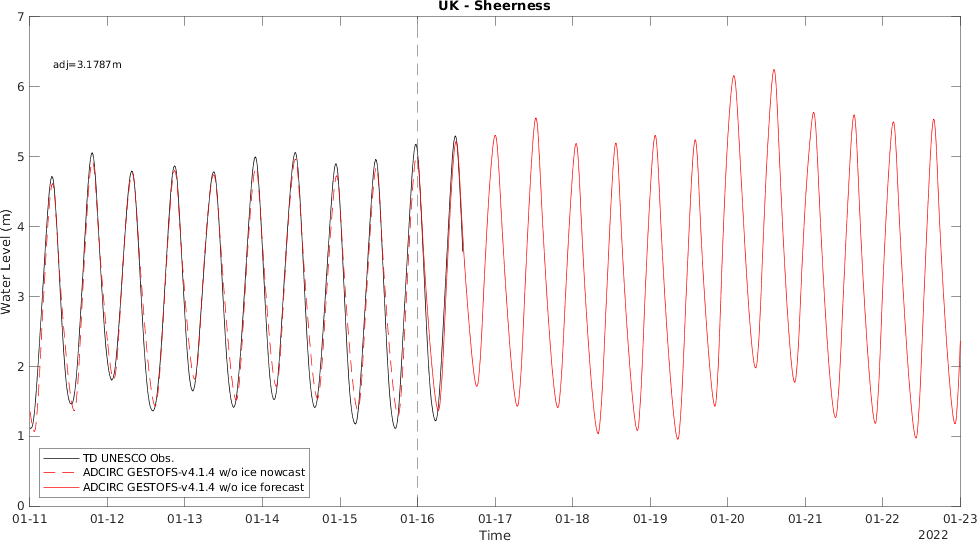 UK - Sheerness
7
adj=3.1787m
6
5
4
Water Level (m)
3
2
1
TD UNESCO Obs.
ADCIRC GESTOFS-v4.1.4 w/o ice nowcast
ADCIRC GESTOFS-v4.1.4 w/o ice forecast
0
01-11 01-12 01-13 01-14 01-15 01-16 01-17 01-18 01-19 01-20 01-21 01-22 01-23
Time
2022